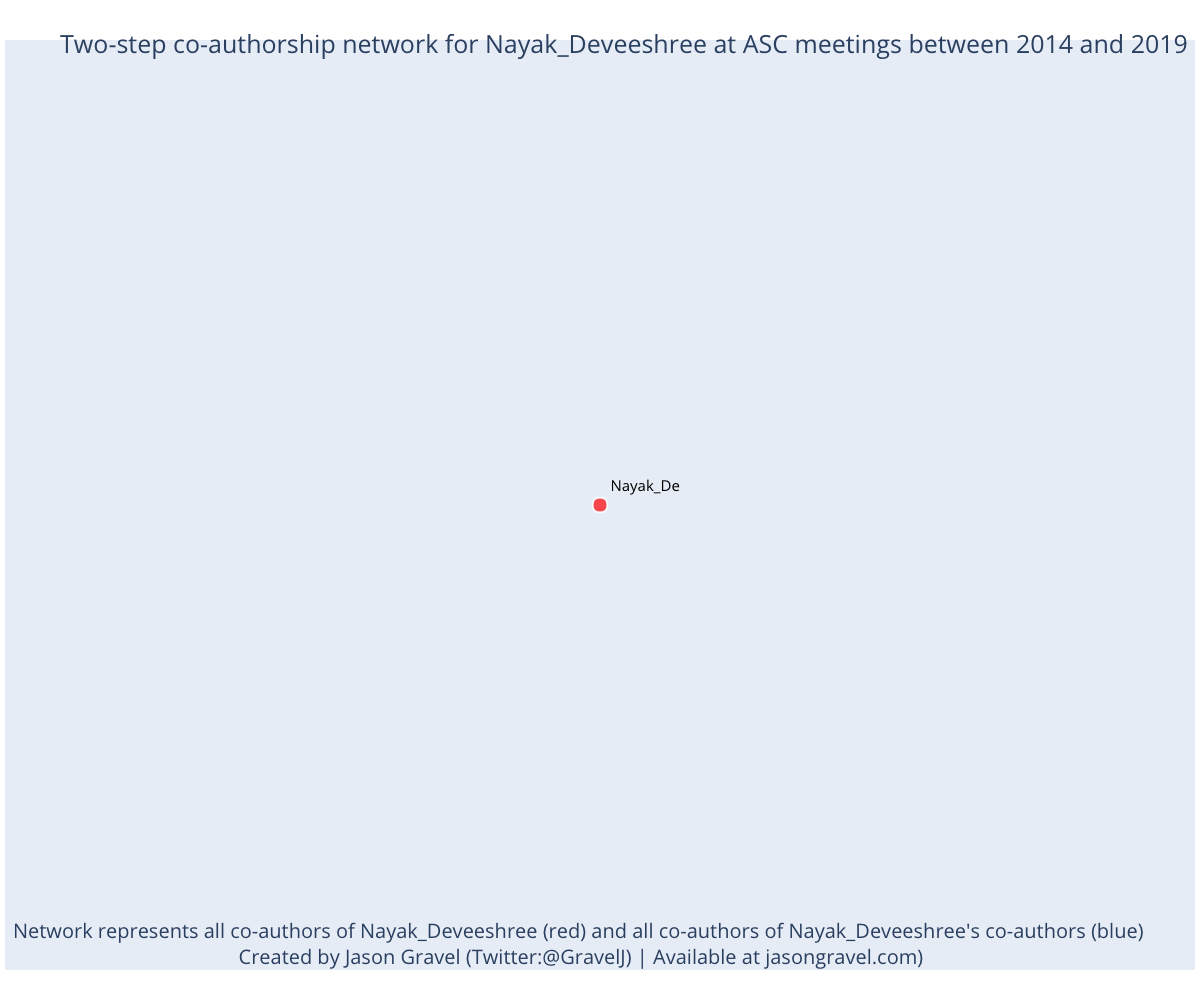 Two-step co-authorship network for Nayak_Deveeshree at ASC meetings between 2014 and 2019
Nayak_De
Network represents all co-authors of Nayak_Deveeshree (red) and all co-authors of Nayak_Deveeshree's co-authors (blue)
Created by Jason Gravel (Twitter:@GravelJ) | Available at jasongravel.com)